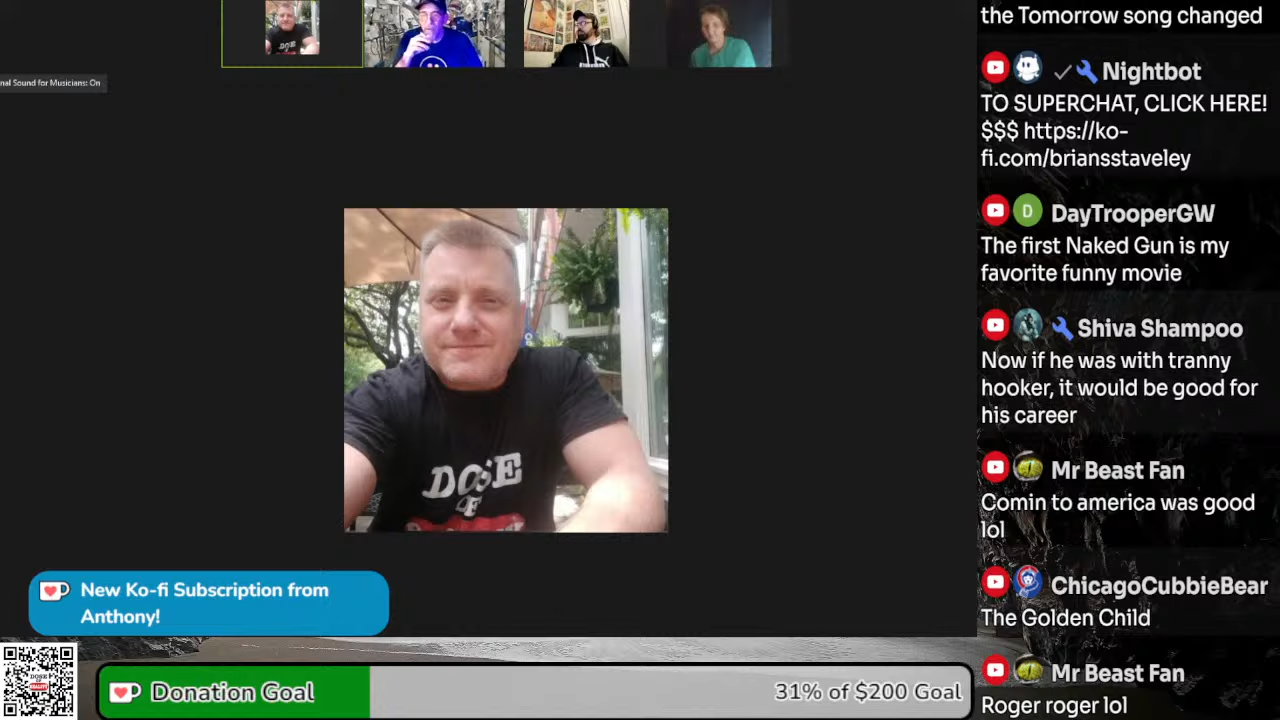 nal Sound for Musicians: On
DOSE
OF
New Ko-fi Subscription from
Anthony!
DOSE
OF
REALITY
Donation Goal
31% of $200 Goal
the Tomorrow song changed
Nightbot
TO SUPERCHAT, CLICK HERE!
$$$ https://ko-
fi.com/briansstaveley
D
DayTrooperGW
The first Naked Gun is my
favorite funny movie
Shiva Shampoo
Now if he was with tranny
hooker, it would be good for
his career
Mr Beast Fan
Comin to america was good
lol
ChicagoCubbieBear
The Golden Child
Mr Beast Fan
Roger roger lol